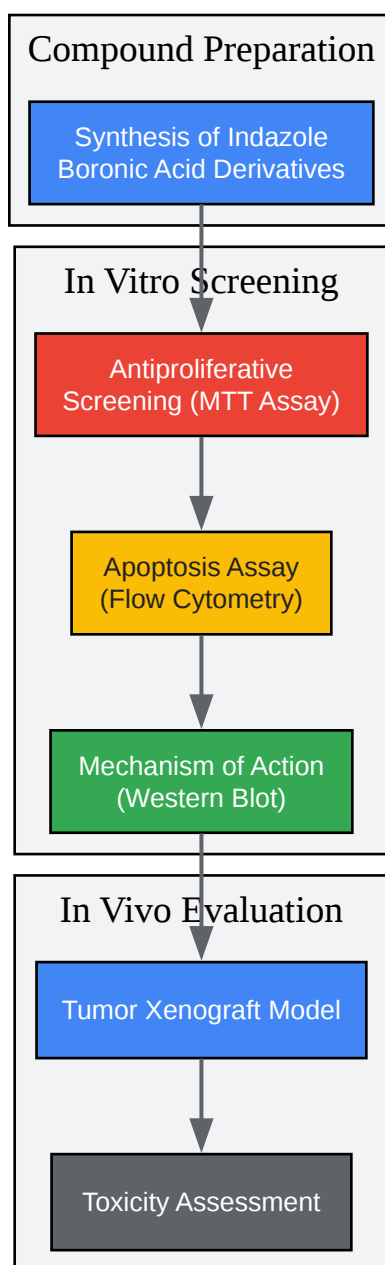 Compound Preparation
Synthesis of Indazole
Boronic Acid Derivatives
In Vitro Screening
Antiproliferative
Screening (MTT Assay)
Apoptosis Assay
(Flow Cytometry)
Mechanism of Action
(Western Blot)
In Vivo Evaluation
Tumor Xenograft Model
Toxicity Assessment